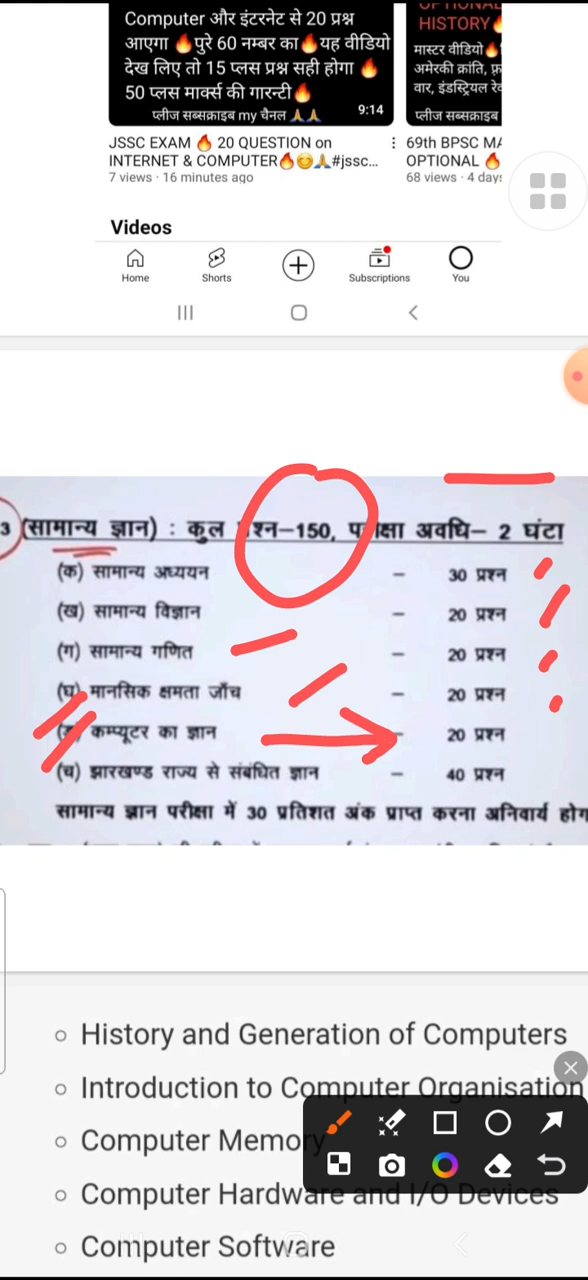 Computer और इंटरनेट से 20 प्रश्न
आएगा 🔥पुरे 60 नम्बर का🔥यह वीडियो
देख लिए तो 15 प्लस प्रश्न सही होगा 🔥
50 प्लस मार्क्स की गारन्टी🔥
प्लीज सब्सक्राइब my चैनल 🙏🙏
9:14
JSSC EXAM 🔥 20 QUESTION on
INTERNET & COMPUTER🔥😊🙏#jssc...
7 views · 16 minutes ago
HISTORY🔥
मास्टर वीडियो🔥
अमेरकी क्रांति,
वार, इंडस्ट्रियल
प्लीज सब्सक्राइब
69th BPSC
OPTIONAL 🔥
68 views · 4 days
Videos
Home
Shorts
Subscriptions
You
3 (सामान्य ज्ञान) : कुल प्रश्न–150, परीक्षा अवधि– 2 घंटा
(क) सामान्य अध्ययन – 30 प्रश्न
(ख) सामान्य विज्ञान – 20 प्रश्न
(ग) सामान्य गणित – 20 प्रश्न
(घ) मानसिक क्षमता जाँच – 20 प्रश्न
कम्प्यूटर का ज्ञान – 20 प्रश्न
(च) झारखण्ड राज्य से संबंधित ज्ञान – 40 प्रश्न
सामान्य ज्ञान परीक्षा में 30 प्रतिशत अंक प्राप्त करना अनिवार्य
History and Generation of Computers
Introduction to Computer Organisation
Computer Memory
Computer Hardware and I/O Devices
Computer Software